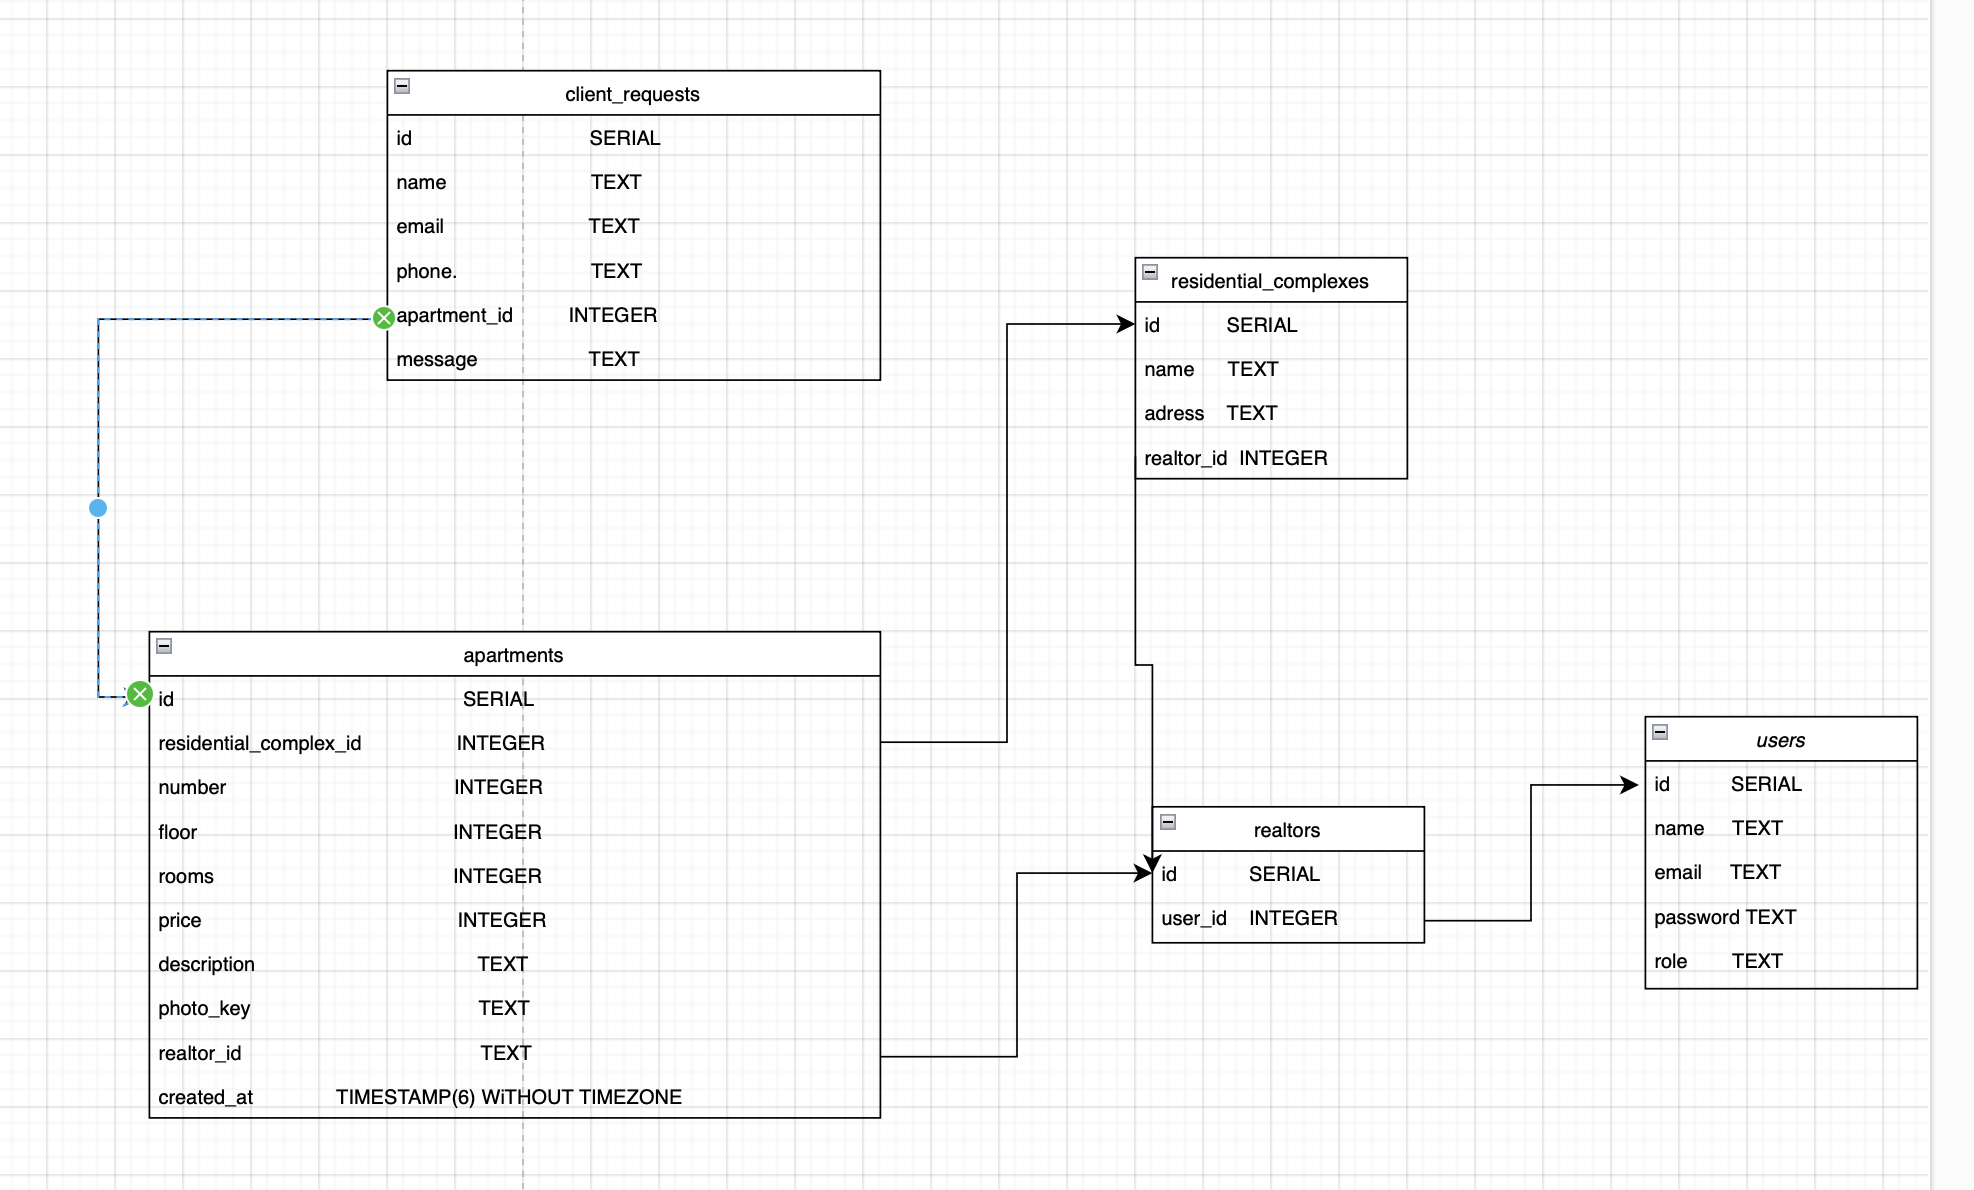 client_requests
id SERIAL
name TEXT
email TEXT
phone. TEXT
apartment_id INTEGER
message TEXT
residential_complexes
id SERIAL
name TEXT
adress TEXT
realtor_id INTEGER
apartments
id SERIAL
residential_complex_id INTEGER
number INTEGER
floor INTEGER
rooms INTEGER
price INTEGER
description TEXT
photo_key TEXT
realtor_id TEXT
created_at TIMESTAMP(6) WiTHOUT TIMEZONE
realtors
id SERIAL
user_id INTEGER
users
id SERIAL
name TEXT
email TEXT
password TEXT
role TEXT